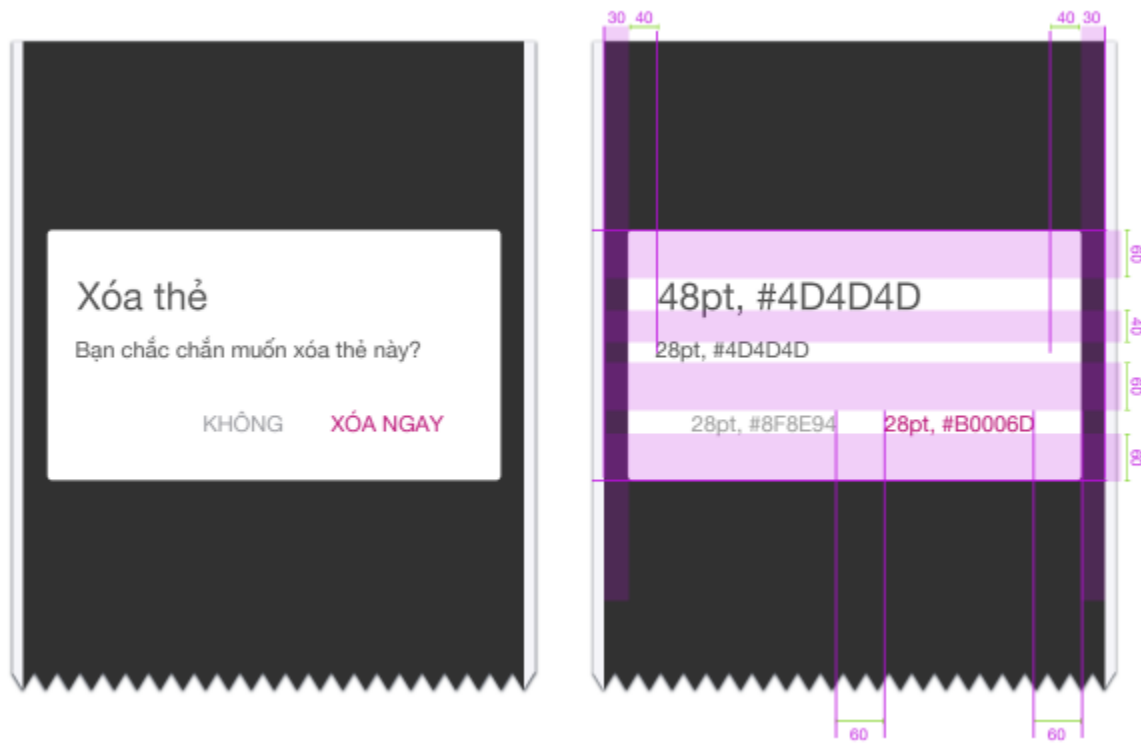 Xóa thẻ
Bạn chắc chắn muốn xóa thẻ này?
KHÔNG XÓA NGAY
30 40 40 30
48pt, #4D4D4D
28pt, #4D4D4D
28pt, #8F8E94 28pt, #B0006D
60
40
60
60
60 60